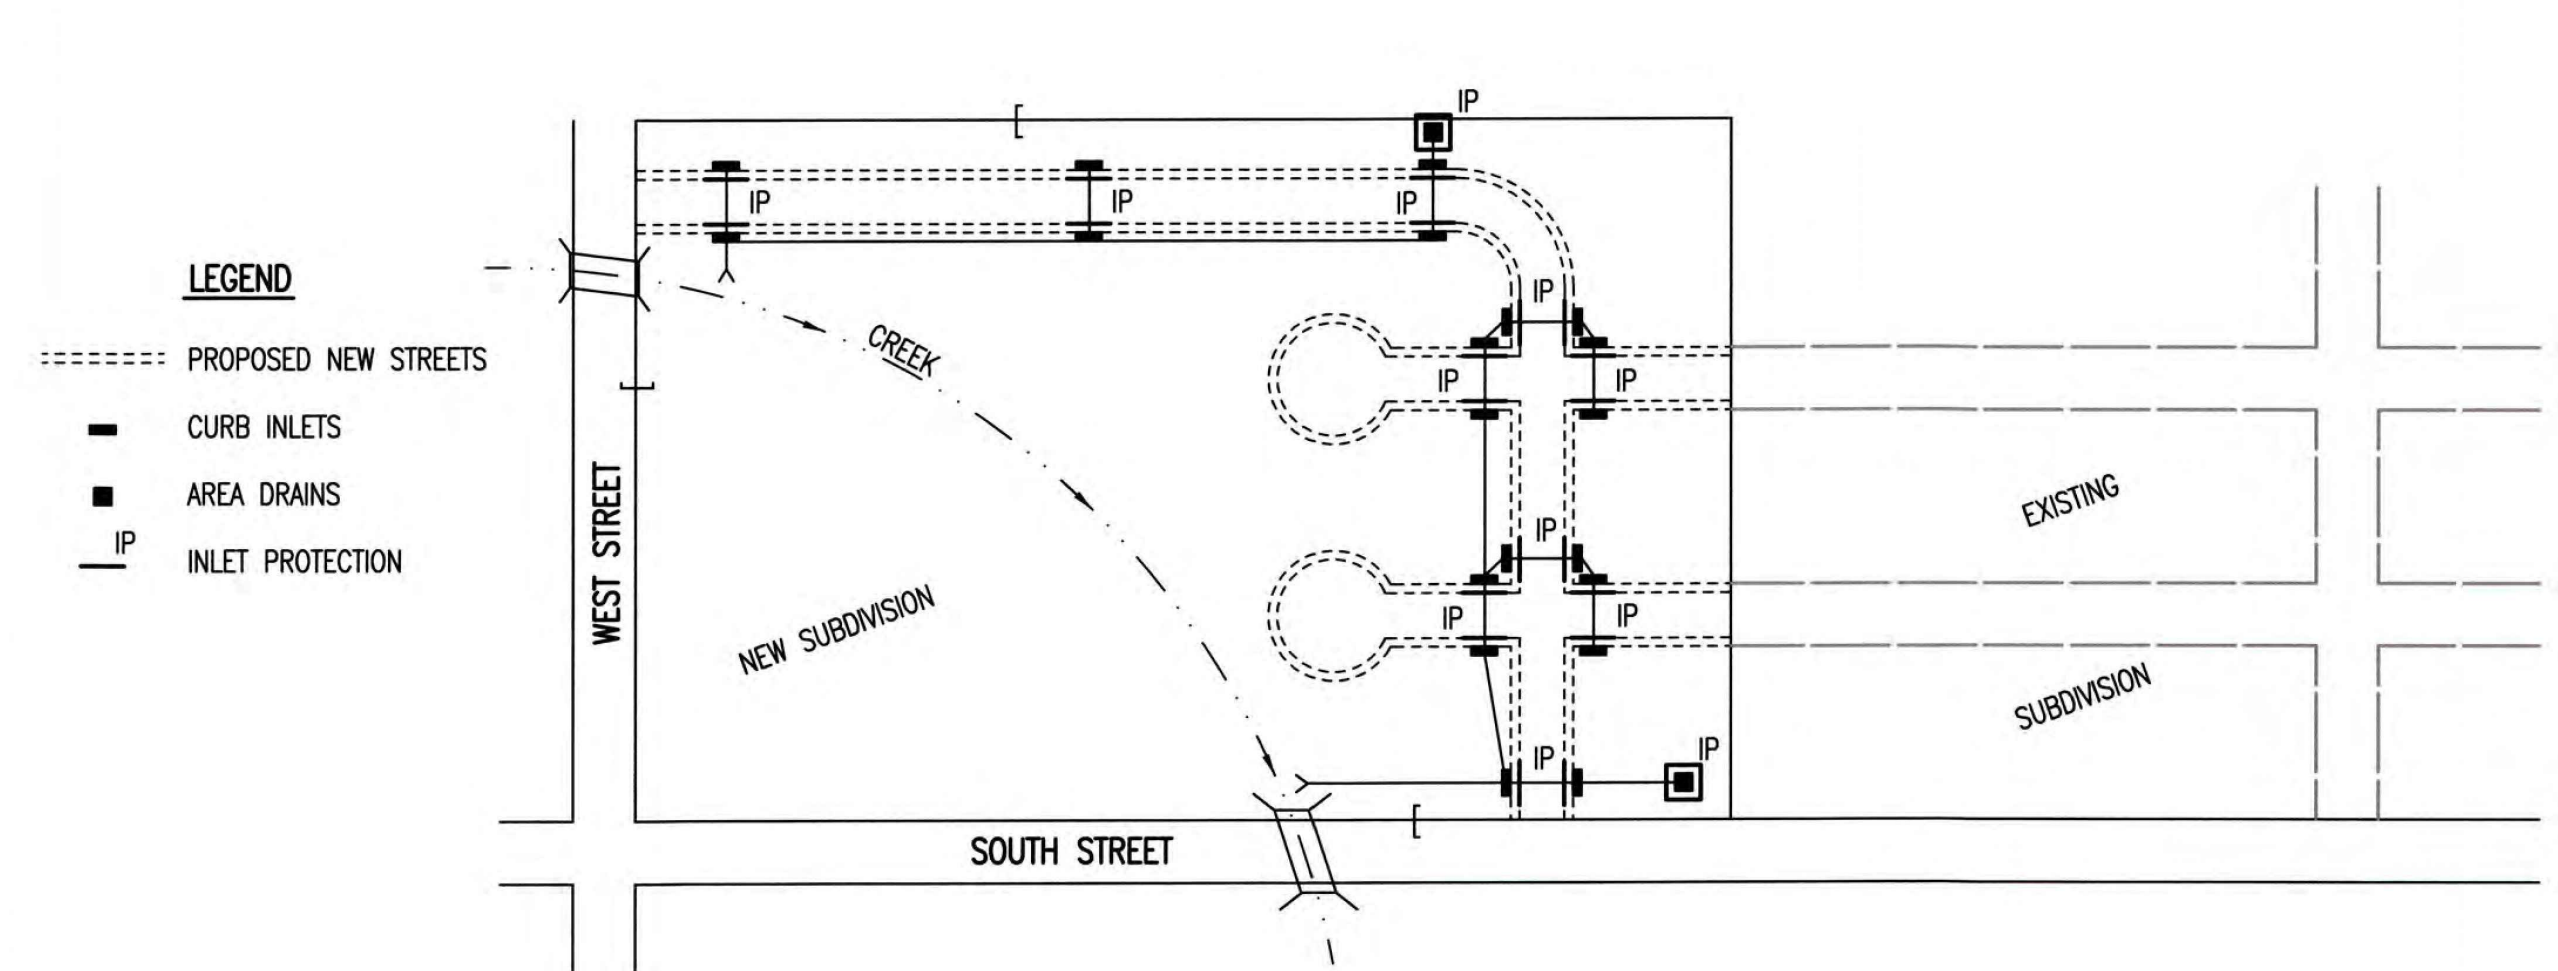 IP
IP
IP
IP
LEGEND
PROPOSED NEW STREETS
CURB INLETS
AREA DRAINS
IP
INLET PROTECTION
CREEK
IP
IP
IP
WEST STREET
NEW SUBDIVISION
EXISTING
SUBDIVISION
IP
IP
IP
IP
IP
SOUTH STREET